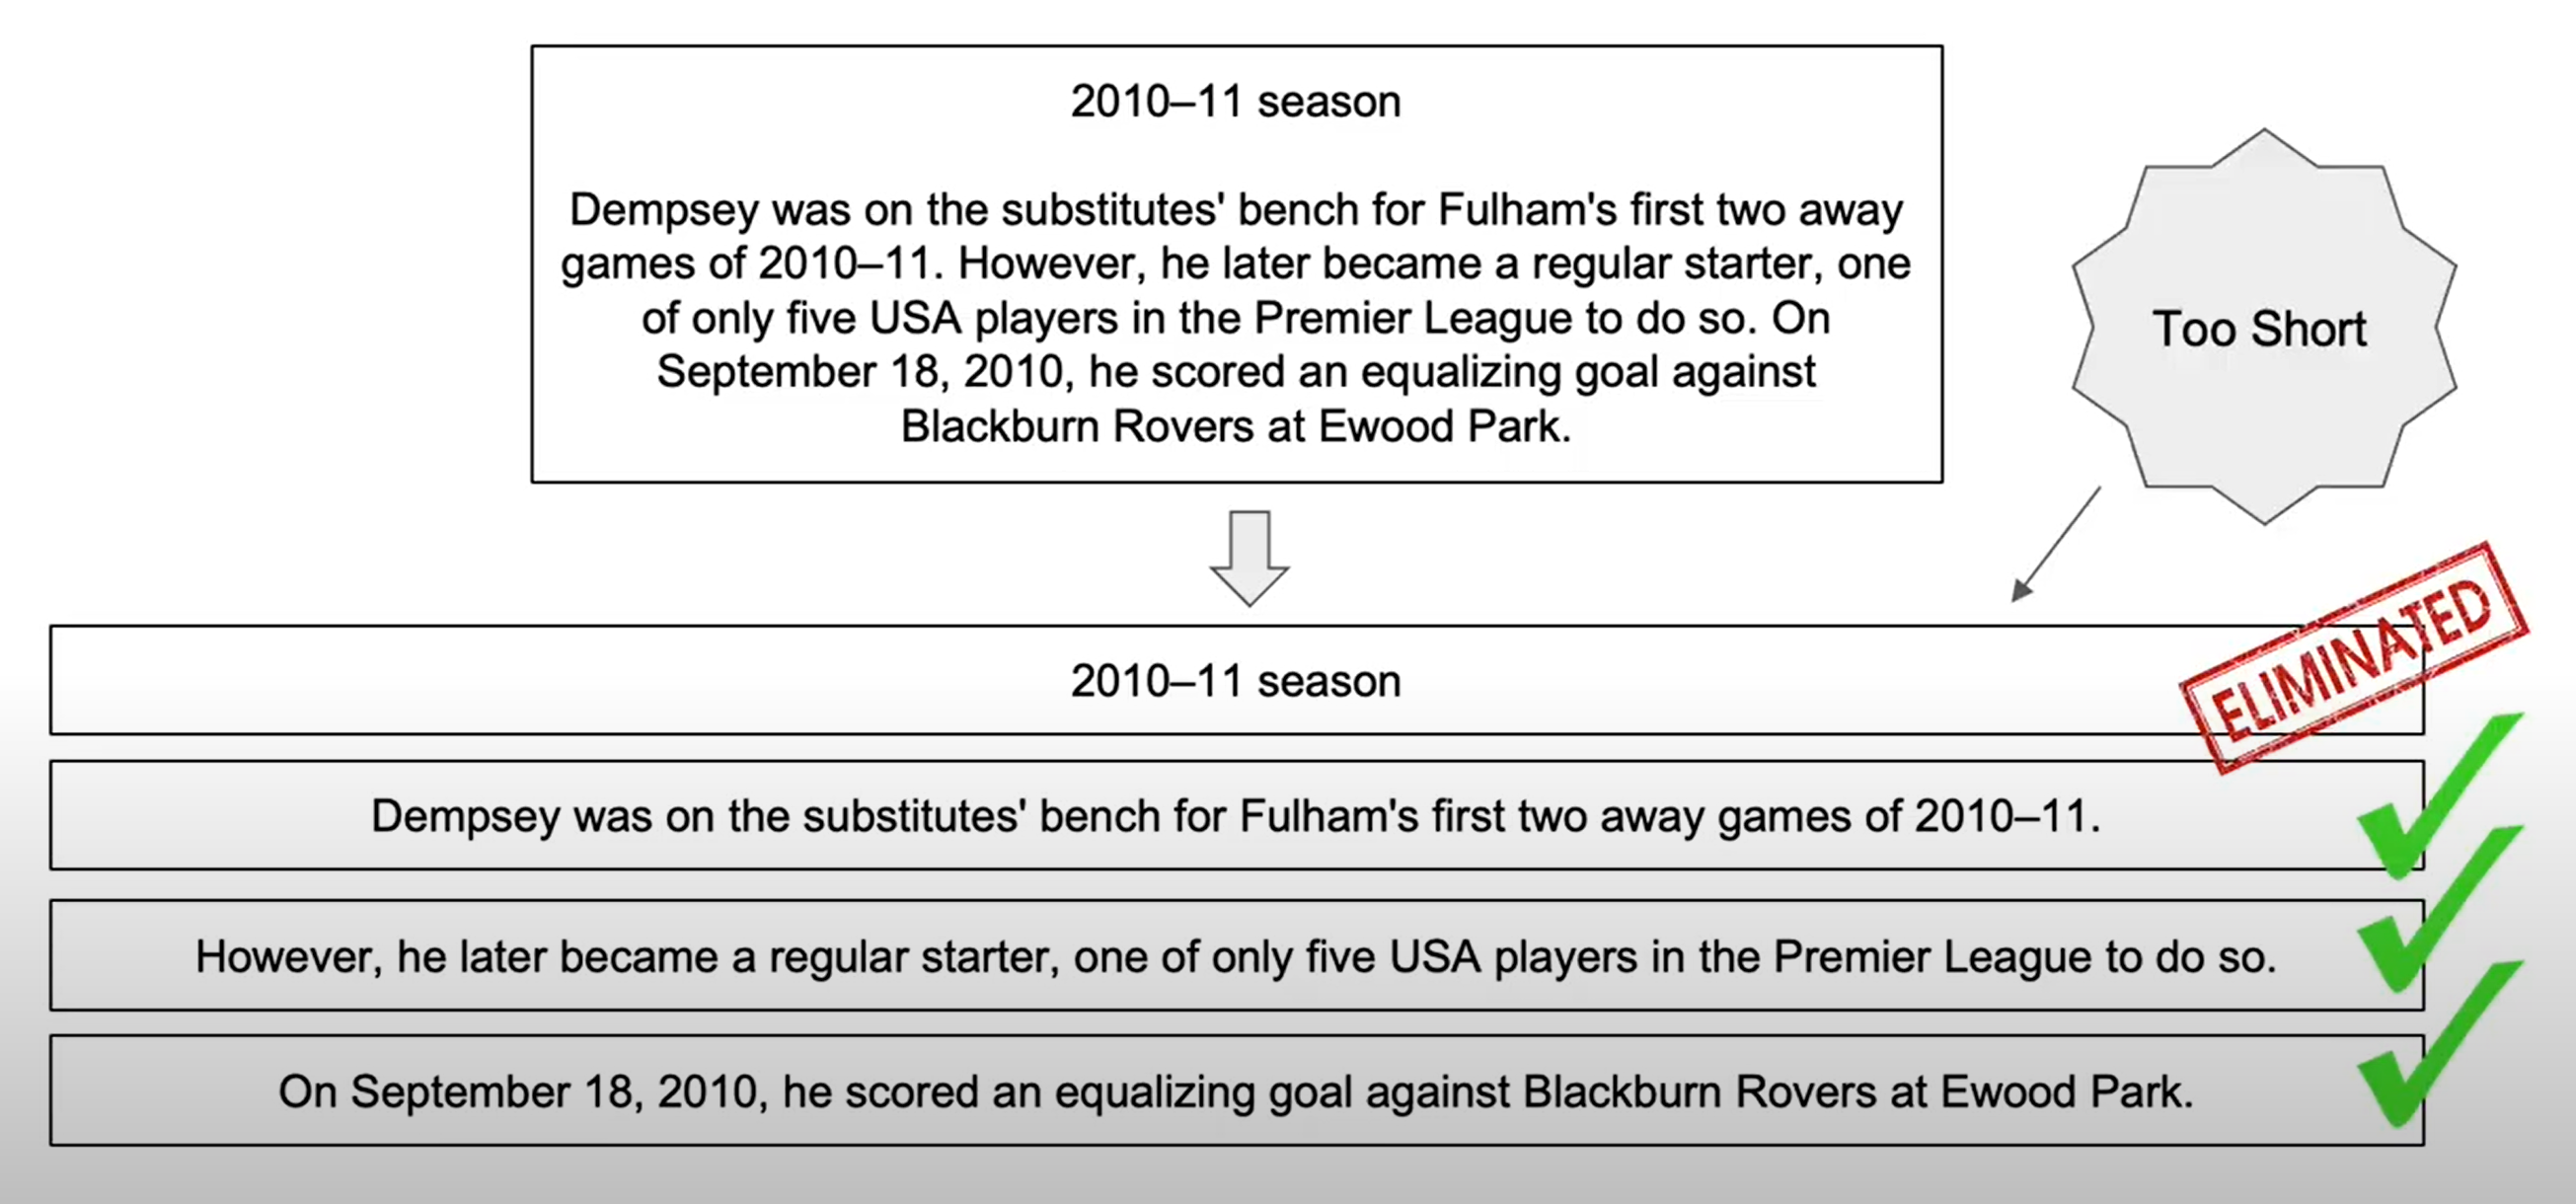 2010–11 season
Dempsey was on the substitutes' bench for Fulham's first two away
games of 2010–11. However, he later became a regular starter, one
of only five USA players in the Premier League to do so. On
September 18, 2010, he scored an equalizing goal against
Blackburn Rovers at Ewood Park.
Too Short
ELIMINATED
2010–11 season
Dempsey was on the substitutes' bench for Fulham's first two away games of 2010–11.
However, he later became a regular starter, one of only five USA players in the Premier League to do so.
On September 18, 2010, he scored an equalizing goal against Blackburn Rovers at Ewood Park.